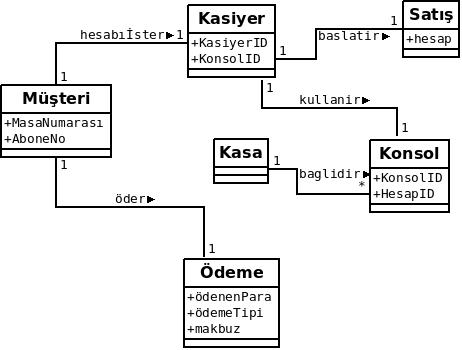 Kasiyer
+KasiyerID
+KonsolID
Satış
+hesap
hesabıİster
1
1
1
baslatir
1
Müşteri
+MasaNumarası
+AboneNo
1
kullanir
1
Kasa
1
baglidir
*
Konsol
+KonsolID
+HesapID
1
öder
1
Ödeme
+ödenenPara
+ödemeTipi
+makbuz